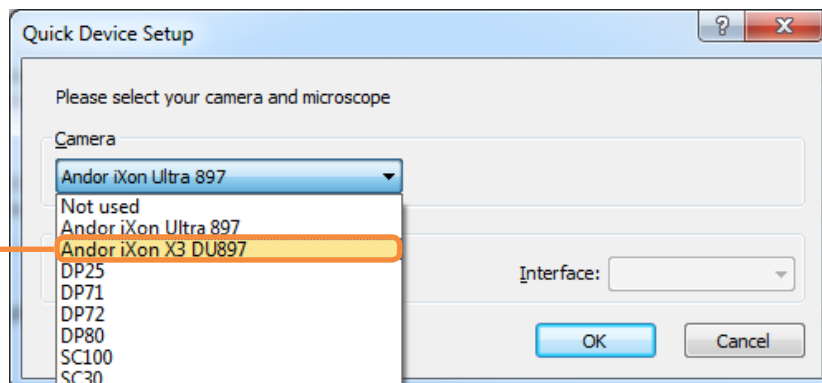 Quick Device Setup
?
X
Please select your camera and microscope
Camera
Andor iXon Ultra 897
Not used
Andor iXon Ultra 897
Andor iXon X3 DU897
DP25
DP71
DP72
DP80
SC100
SC30
Interface:
OK
Cancel